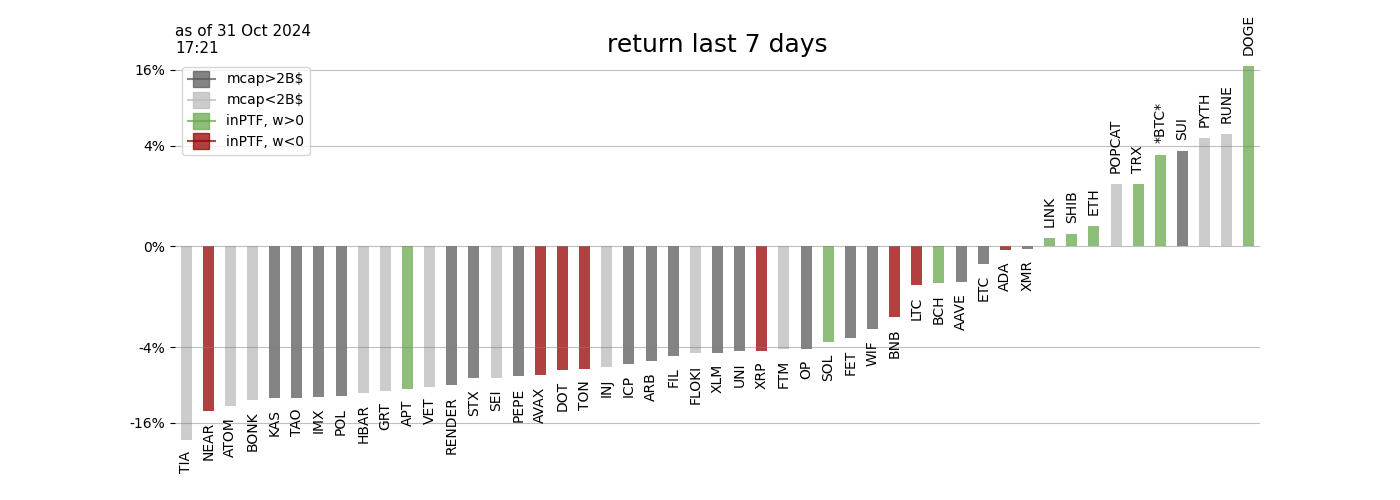 as of 31 Oct 2024
17:21
return last 7 days
mcap>2B$
mcap<2B$
inPTF, w>0
inPTF, w<0
16%
4%
0%
-4%
-16%
TIA
NEAR
ATOM
BONK
KAS
TAO
IMX
POL
HBAR
GRT
APT
VET
RENDER
STX
SEI
PEPE
AVAX
DOT
TON
INJ
ICP
ARB
FIL
FLOKI
XLM
UNI
XRP
FTM
OP
SOL
FET
WIF
BNB
LTC
BCH
AAVE
ETC
ADA
XMR
LINK
SHIB
ETH
POPCAT
TRX
*BTC*
SUI
PYTH
RUNE
DOGE